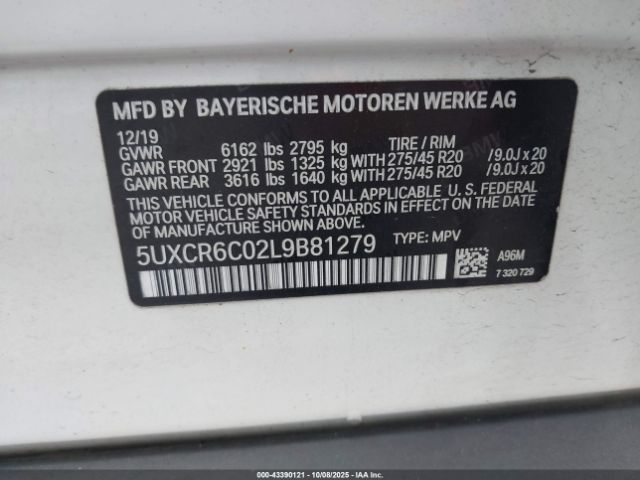 MFD BY BAYERISCHE MOTOREN WERKE AG
12/19
GVWR 6162 lbs 2795 kg TIRE / RIM
GAWR FRONT 2921 lbs 1325 kg WITH 275/45 R20 /9.0J x 20
GAWR REAR 3616 lbs 1640 kg WITH 275/45 R20 /9.0J x 20
THIS VEHICLE CONFORMS TO ALL APPLICABLE U. S. FEDERAL
MOTOR VEHICLE SAFETY STANDARDS IN EFFECT ON THE DATE OF
MANUFACTURE SHOWN ABOVE.
5UXCR6C02L9B81279 TYPE: MPV
A96M
7 320 729
000-43390121 | 10/08/2025 | IAAI.COM